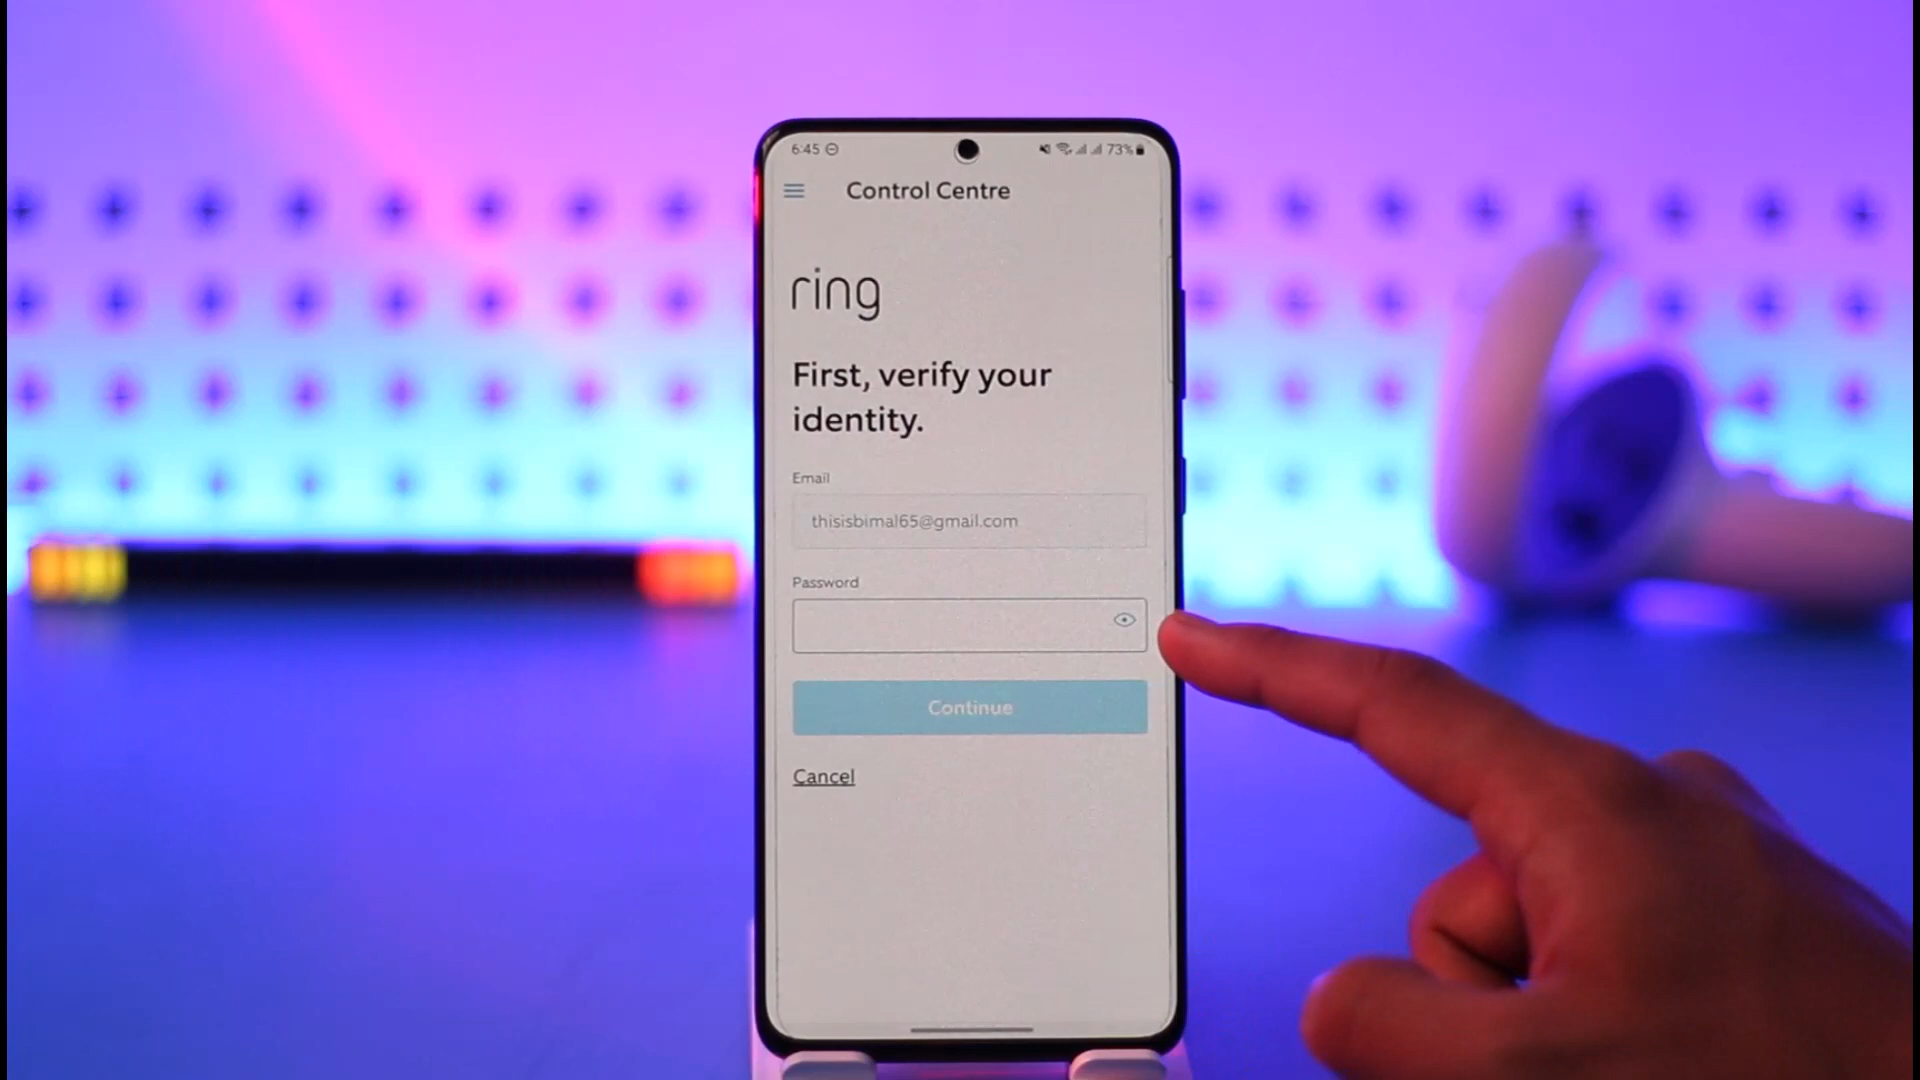 6:45
73%
Control Centre
ring
First, verify your
identity.
Email
thisisbimal65@gmail.com
Password
Continue
Cancel